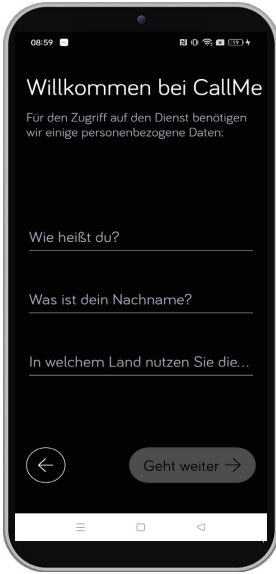 08:59
19
Willkommen bei CallMe
Für den Zugriff auf den Dienst benötigen
wir einige personenbezogene Daten:
Wie heißt du?
Was ist dein Nachname?
In welchem Land nutzen Sie die...
Geht weiter →